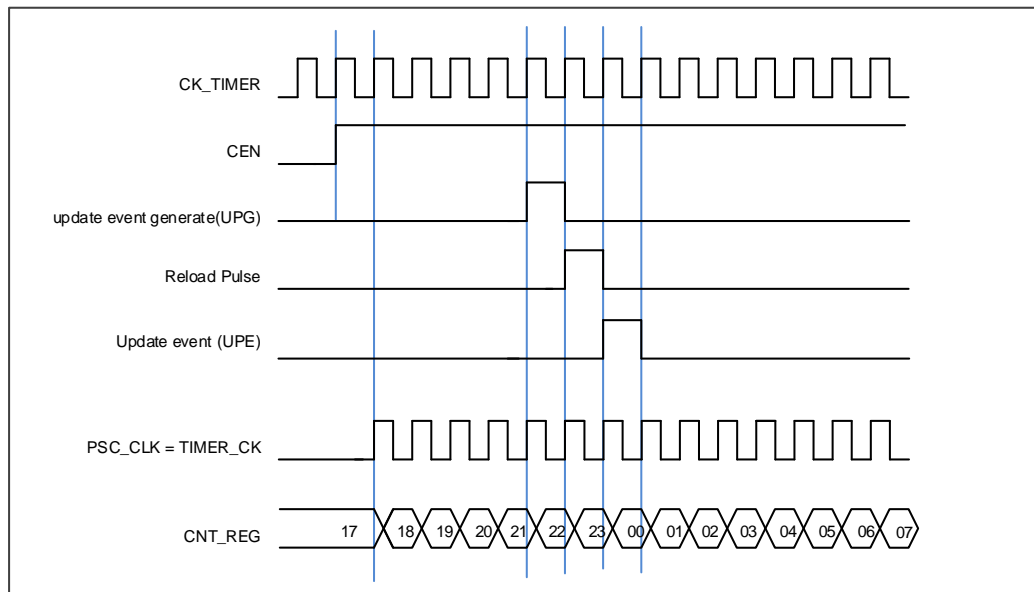 CK_TIMER
CEN
update event generate(UPG)
Reload Pulse
Update event (UPE)
PSC_CLK = TIMER_CK
CNT_REG 17 18 19 20 21 22 23 00 01 02 03 04 05 06 07